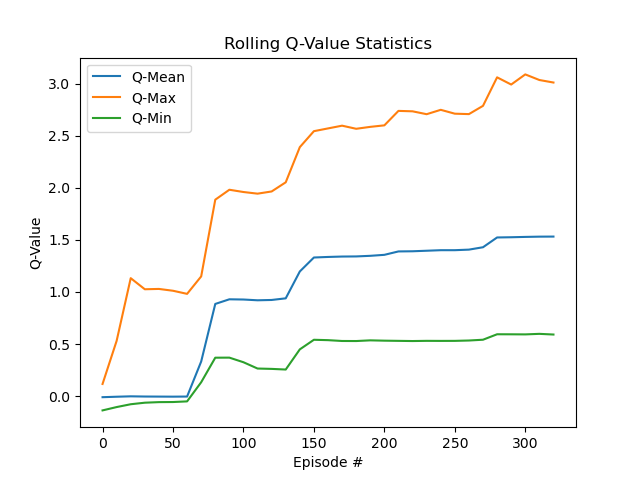 Rolling Q-Value Statistics
Q-Mean
Q-Max
Q-Min
Q-Value
3.0
2.5
2.0
1.5
1.0
0.5
0.0
0 50 100 150 200 250 300
Episode #